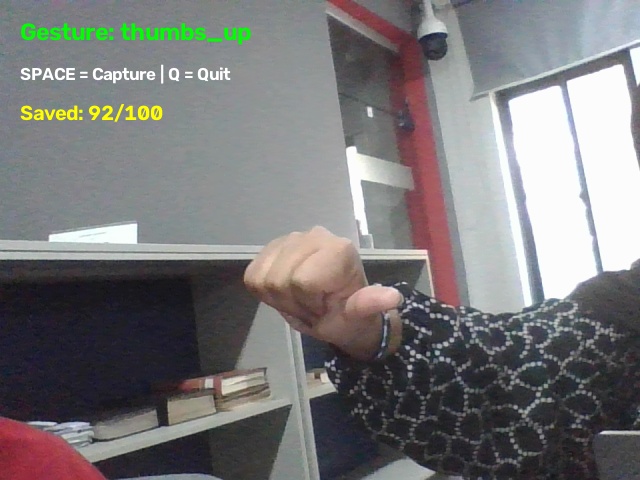 Gesture: thumbs_up
SPACE = Capture | Q = Quit
Saved: 92/100